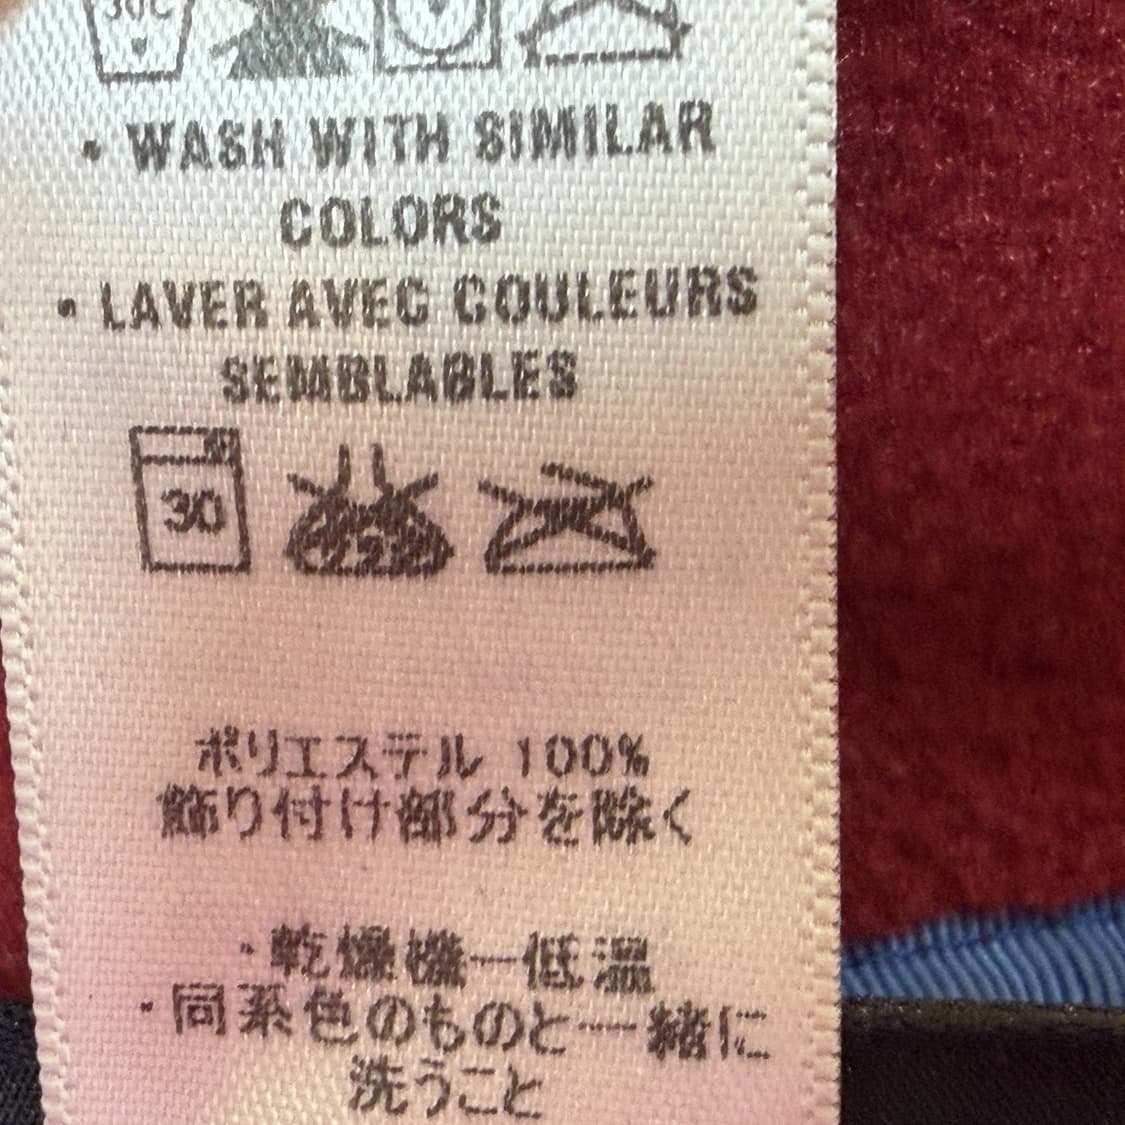 30C
• WASH WITH SIMILAR
COLORS
• LAVER AVEC COULEURS
SEMBLABLES
30
ポリエステル 100%
飾り付け部分を除く
・乾燥機一低温
・同系色のものと一緒に
洗うこと